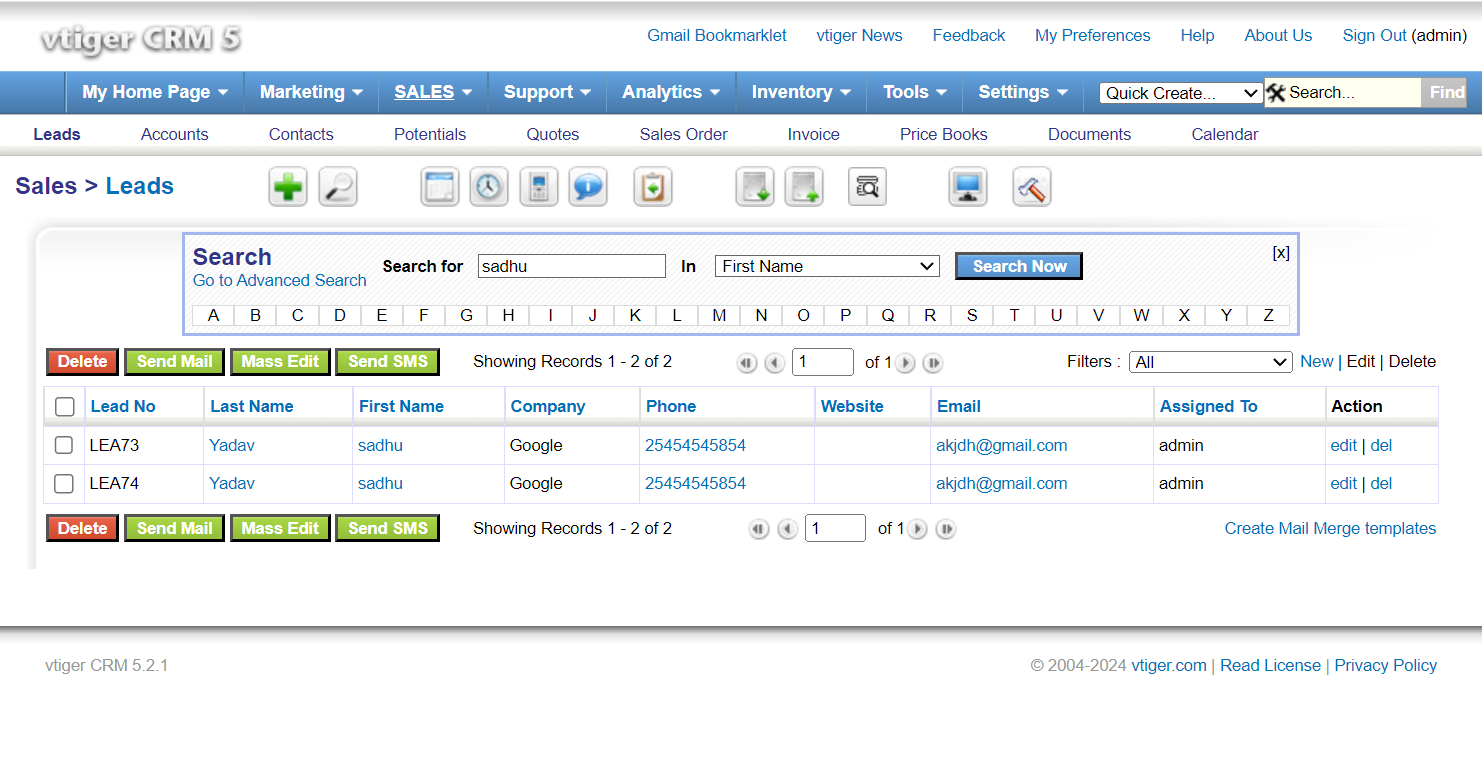 vtiger CRM 5
Gmail Bookmarklet vtiger News Feedback My Preferences Help About Us Sign Out (admin)
My Home Page Marketing SALES Support Analytics Inventory Tools Settings Quick Create... Search... Find
Leads Accounts Contacts Potentials Quotes Sales Order Invoice Price Books Documents Calendar
Sales > Leads
Search
Go to Advanced Search
Search for sadhu In First Name Search Now [x]
A B C D E F G H I J K L M N O P Q R S T U V W X Y Z
Delete Send Mail Mass Edit Send SMS Showing Records 1 - 2 of 2 1 of 1 Filters : All New | Edit | Delete
Lead No Last Name First Name Company Phone Website Email Assigned To Action
LEA73 Yadav sadhu Google 25454545854 akjdh@gmail.com admin edit | del
LEA74 Yadav sadhu Google 25454545854 akjdh@gmail.com admin edit | del
Delete Send Mail Mass Edit Send SMS Showing Records 1 - 2 of 2 1 of 1 Create Mail Merge templates
vtiger CRM 5.2.1 © 2004-2024 vtiger.com | Read License | Privacy Policy